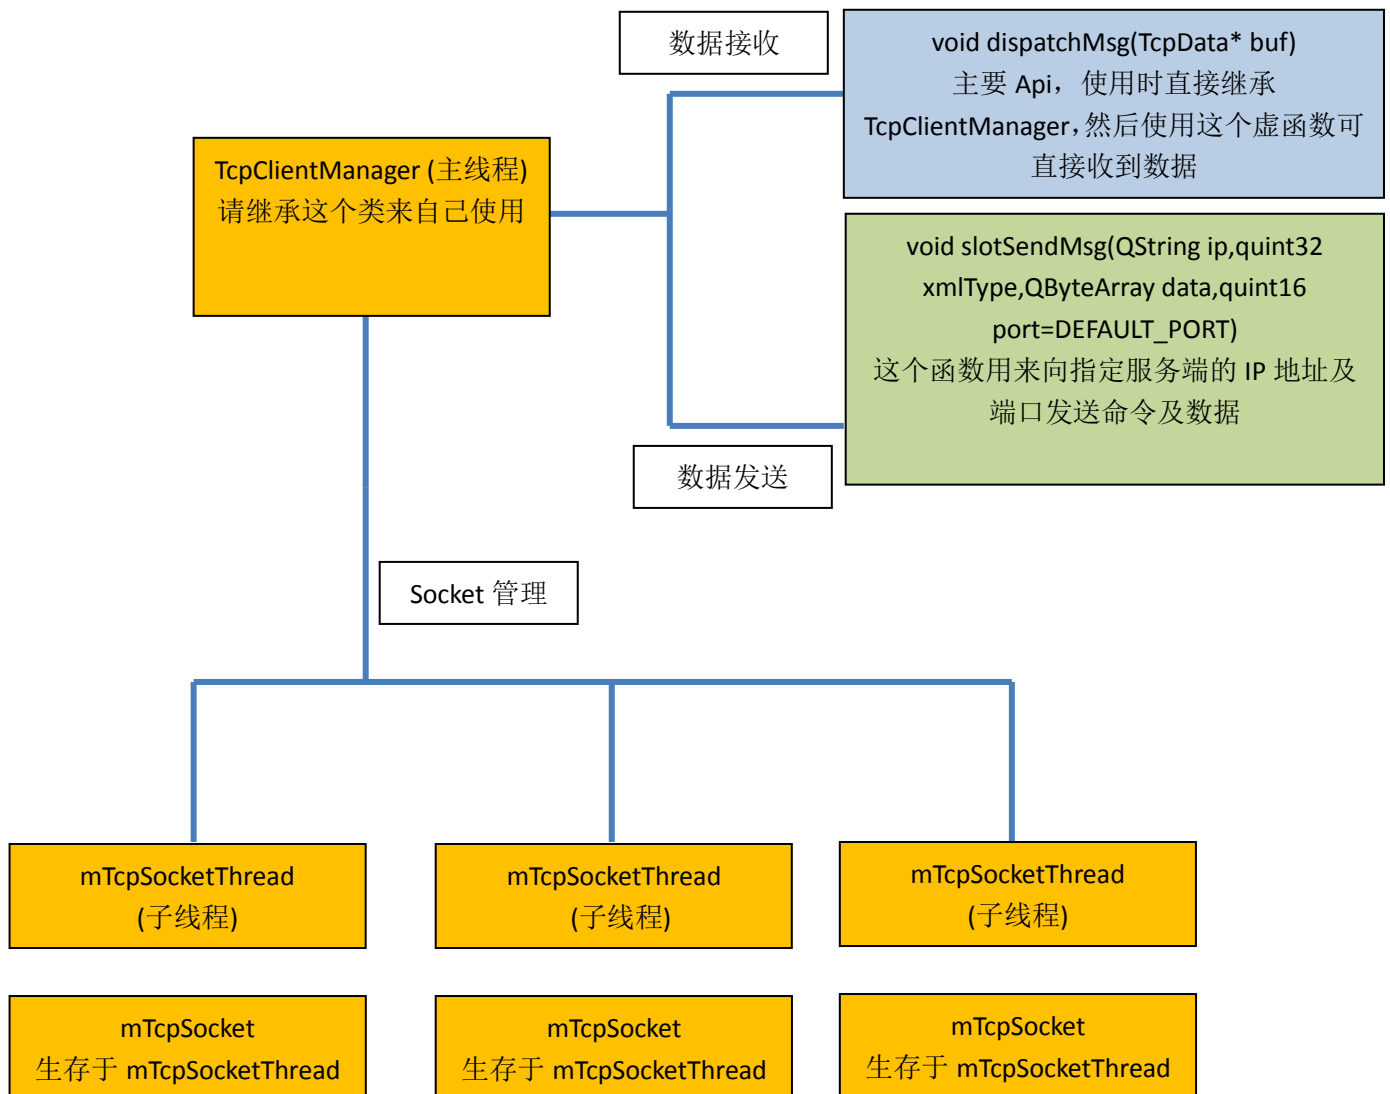 数据接收
void dispatchMsg(TcpData* buf)
主要 Api，使用时直接继承
TcpClientManager，然后使用这个虚函数可
直接收到数据
TcpClientManager (主线程)
请继承这个类来自己使用
void slotSendMsg(QString ip,quint32
xmlType,QByteArray data,quint16
port=DEFAULT_PORT)
这个函数用来向指定服务端的 IP 地址及
端口发送命令及数据
数据发送
Socket 管理
mTcpSocketThread
(子线程)
mTcpSocketThread
(子线程)
mTcpSocketThread
(子线程)
mTcpSocket
生存于 mTcpSocketThread
mTcpSocket
生存于 mTcpSocketThread
mTcpSocket
生存于 mTcpSocketThread